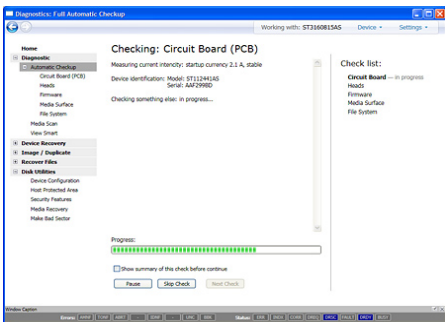 Diagnostics: Full Automatic Checkup
Working with: ST3160815AS
Device
Settings
Home
Diagnostic
Automatic Checkup
Circuit Board (PCB)
Heads
Firmware
Media Surface
File System
Media Scan
View Smart
Device Recovery
Image / Duplicate
Recover Files
Disk Utilities
Device Configuration
Host Protected Area
Security Features
Media Recovery
Make Bad Sector
Checking: Circuit Board (PCB)
Measuring current intencity: startup currency 2.1 A, stable
Device identification: Model: ST112441AS
Serial: AAF299BD
Checking something else: in progress...
Progress:
Show summary of this check before continue
Pause
Skip Check
Next Check
Check list:
Circuit Board — in progress
Heads
Firmware
Media Surface
File System
Window Caption
Errors:
Status: